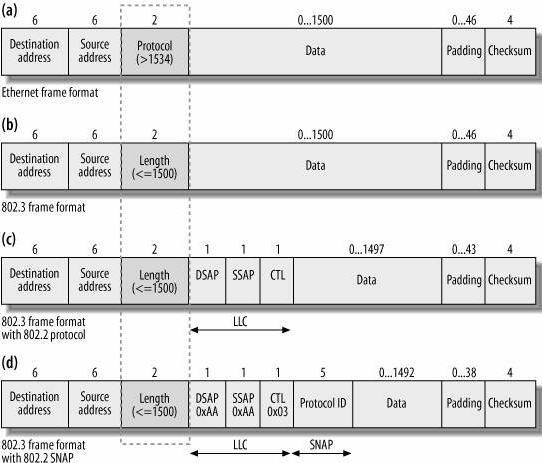 (a)
6 6 2 0...1500 0...46 4
Destination address Source address Protocol (>1534) Data Padding Checksum
Ethernet frame format
(b)
6 6 2 0...1500 0...46 4
Destination address Source address Length (<=1500) Data Padding Checksum
802.3 frame format
(c)
6 6 2 1 1 1 0...1497 0...43 4
Destination address Source address Length (<=1500) DSAP SSAP CTL Data Padding Checksum
802.3 frame format
with 802.2 protocol
LLC
(d)
6 6 2 1 1 1 5 0...1492 0...38 4
Destination address Source address Length (<=1500) DSAP 0xAA SSAP 0xAA CTL 0x03 Protocol ID Data Padding Checksum
802.3 frame format
with 802.2 SNAP
LLC SNAP